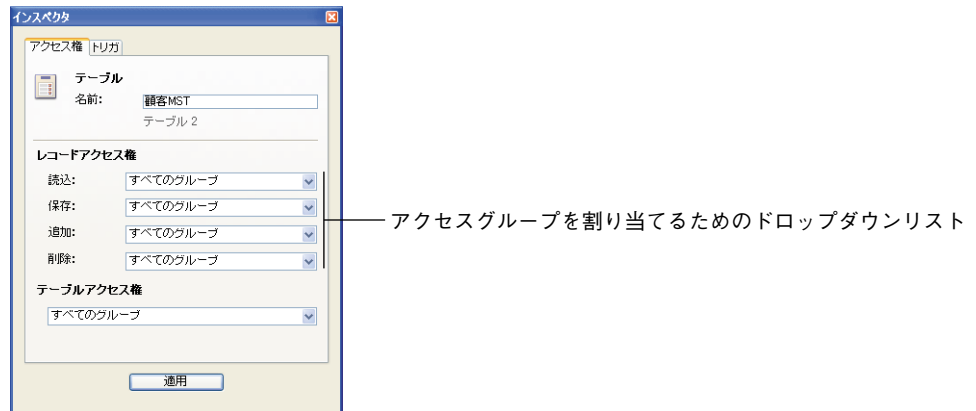 インスペクタ
アクセス権 トリガ
テーブル
名前: 顧客MST
テーブル 2
レコードアクセス権
読込: すべてのグループ
保存: すべてのグループ
追加: すべてのグループ
削除: すべてのグループ
アクセスグループを割り当てるためのドロップダウンリスト
テーブルアクセス権
すべてのグループ
適用